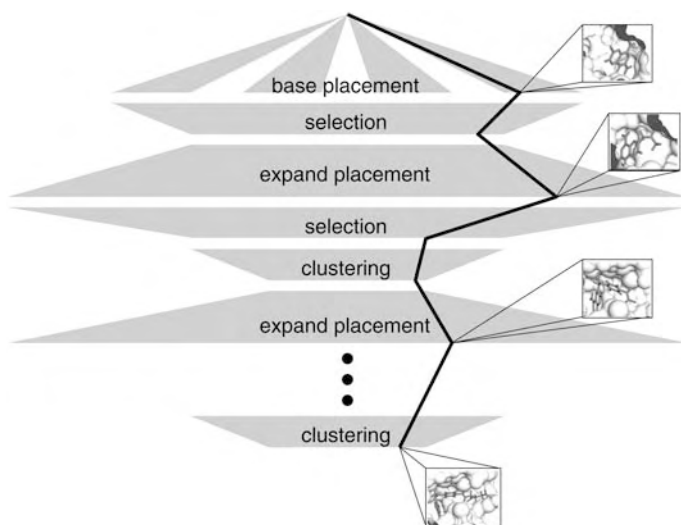 base placement
selection
expand placement
selection
clustering
expand placement
clustering